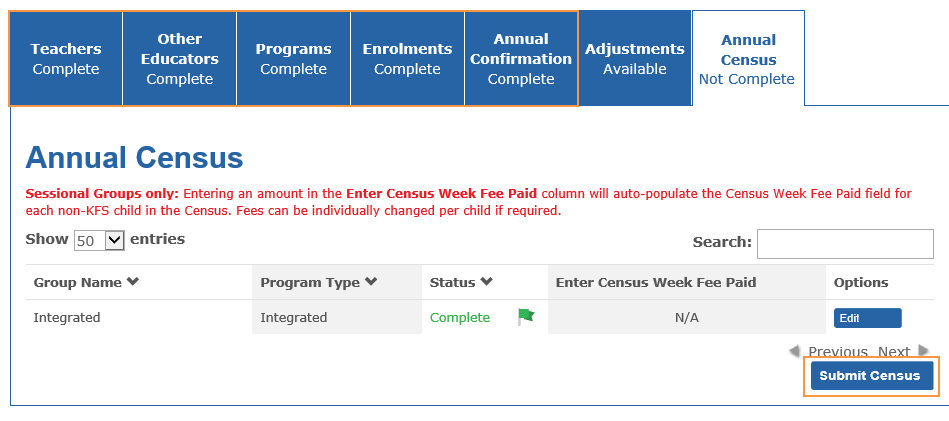 Teachers
Complete
Other
Educators
Complete
Programs
Complete
Enrolments
Complete
Annual
Confirmation
Complete
Adjustments
Available
Annual
Census
Not Complete
Annual Census
Sessional Groups only: Entering an amount in the Enter Census Week Fee Paid column will auto-populate the Census Week Fee Paid field for
each non-KFS child in the Census. Fees can be individually changed per child if required.
Show 50 entries
Search:
Group Name Program Type Status Enter Census Week Fee Paid Options
Integrated Integrated Complete N/A Edit
Previous Next
Submit Census